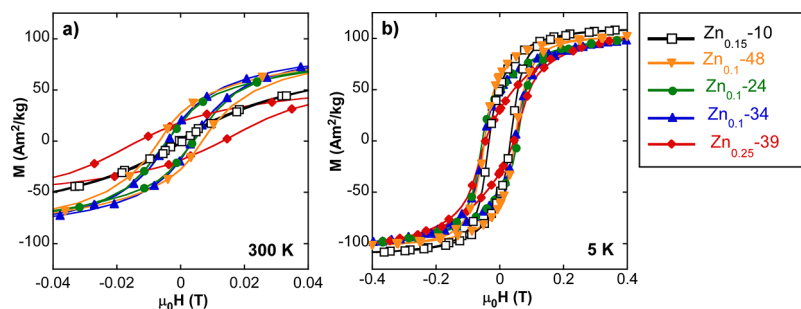 a)
100
50
0
-50
-100
M (Am²/kg)
300 K
-0.04
-0.02
0
0.02
0.04
µ₀H (T)
b)
100
50
0
-50
-100
M (Am²/kg)
5 K
-0.4
-0.2
0
0.2
0.4
µ₀H (T)
Zn₀.₁₅-10
Zn₀.₁-48
Zn₀.₁-24
Zn₀.₁-34
Zn₀.₂₅-39